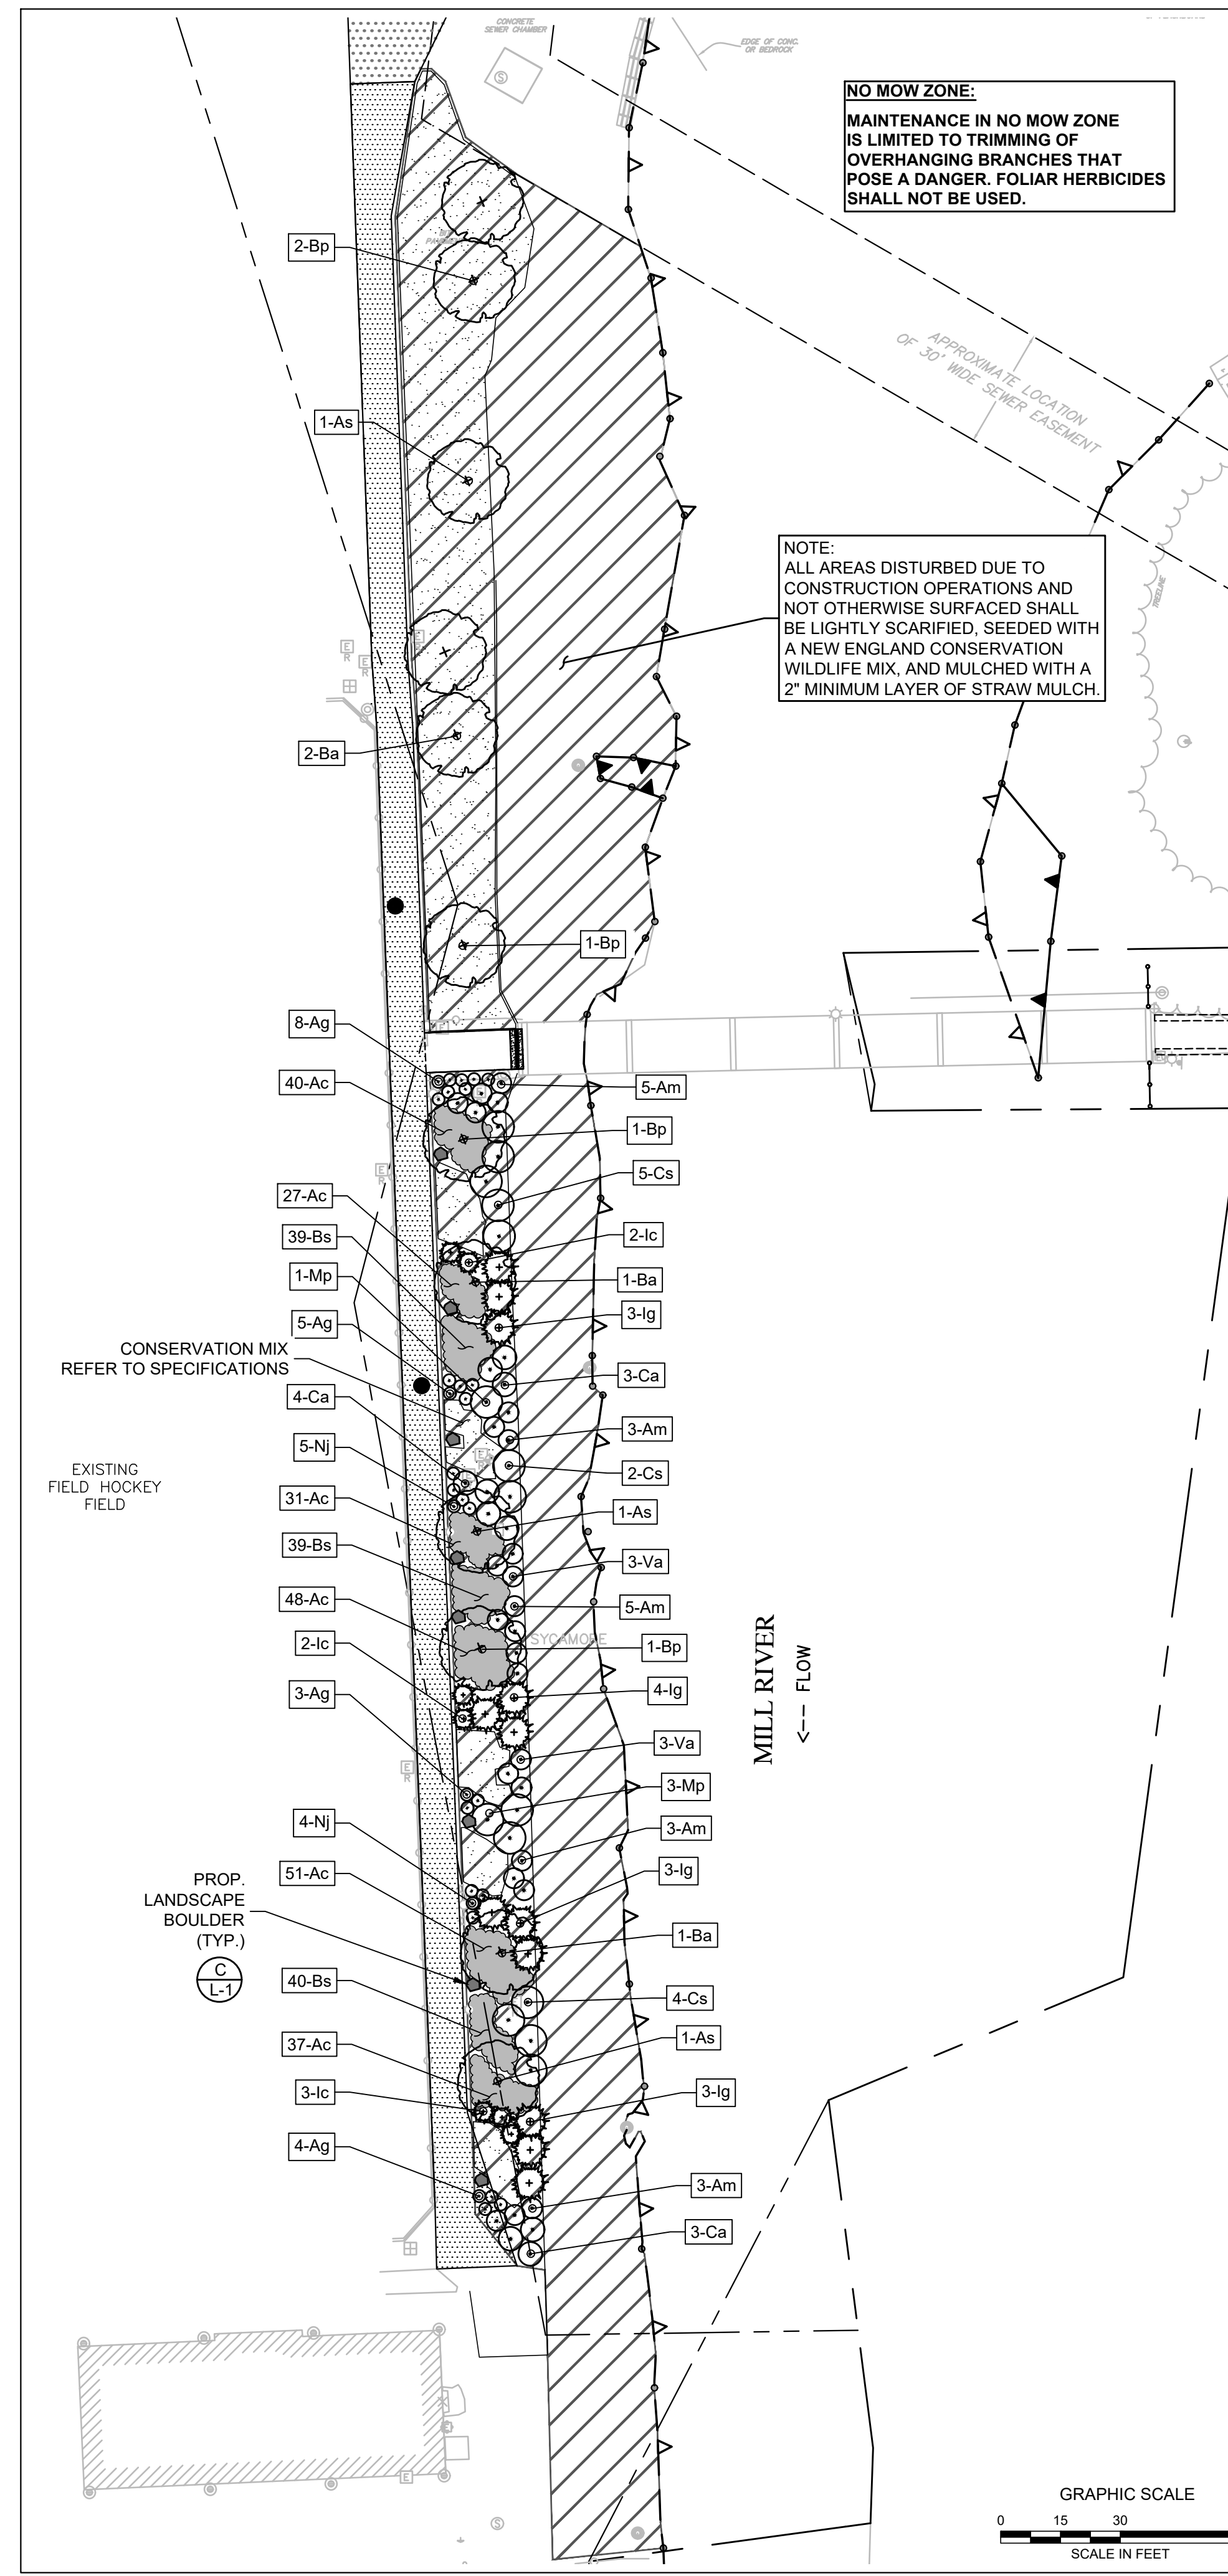 CONCRETE
SEWER CHAMBER
S
EDGE OF CONC.
OR BEDROCK
NO MOW ZONE:
MAINTENANCE IN NO MOW ZONE
IS LIMITED TO TRIMMING OF
OVERHANGING BRANCHES THAT
POSE A DANGER. FOLIAR HERBICIDES
SHALL NOT BE USED.
2-Bp
APPROXIMATE LOCATION
OF 30' WIDE SEWER EASEMENT
1-As
NOTE:
ALL AREAS DISTURBED DUE TO
CONSTRUCTION OPERATIONS AND
NOT OTHERWISE SURFACED SHALL
BE LIGHTLY SCARIFIED, SEEDED WITH
A NEW ENGLAND CONSERVATION
WILDLIFE MIX, AND MULCHED WITH A
2" MINIMUM LAYER OF STRAW MULCH.
TREELINE
E
R
E
R
E
2-Ba
1-Bp
8-Ag
40-Ac
5-Am
1-Bp
E
R
5-Cs
27-Ac
39-Bs
2-Ic
1-Mp
1-Ba
5-Ag
3-Ig
CONSERVATION MIX
REFER TO SPECIFICATIONS
3-Ca
4-Ca
3-Am
5-Nj
E
R
2-Cs
EXISTING
FIELD HOCKEY
FIELD
31-Ac
1-As
39-Bs
3-Va
48-Ac
5-Am
SYCAMORE
2-Ic
1-Bp
4-Ig
3-Ag
MILL RIVER
<-- FLOW
3-Va
E
R
3-Mp
4-Nj
3-Am
51-Ac
3-Ig
PROP.
LANDSCAPE
BOULDER
(TYP.)
C
L-1
1-Ba
40-Bs
4-Cs
37-Ac
1-As
3-Ic
3-Ig
4-Ag
3-Am
3-Ca
E
E
S
GRAPHIC SCALE
0 15 30
SCALE IN FEET